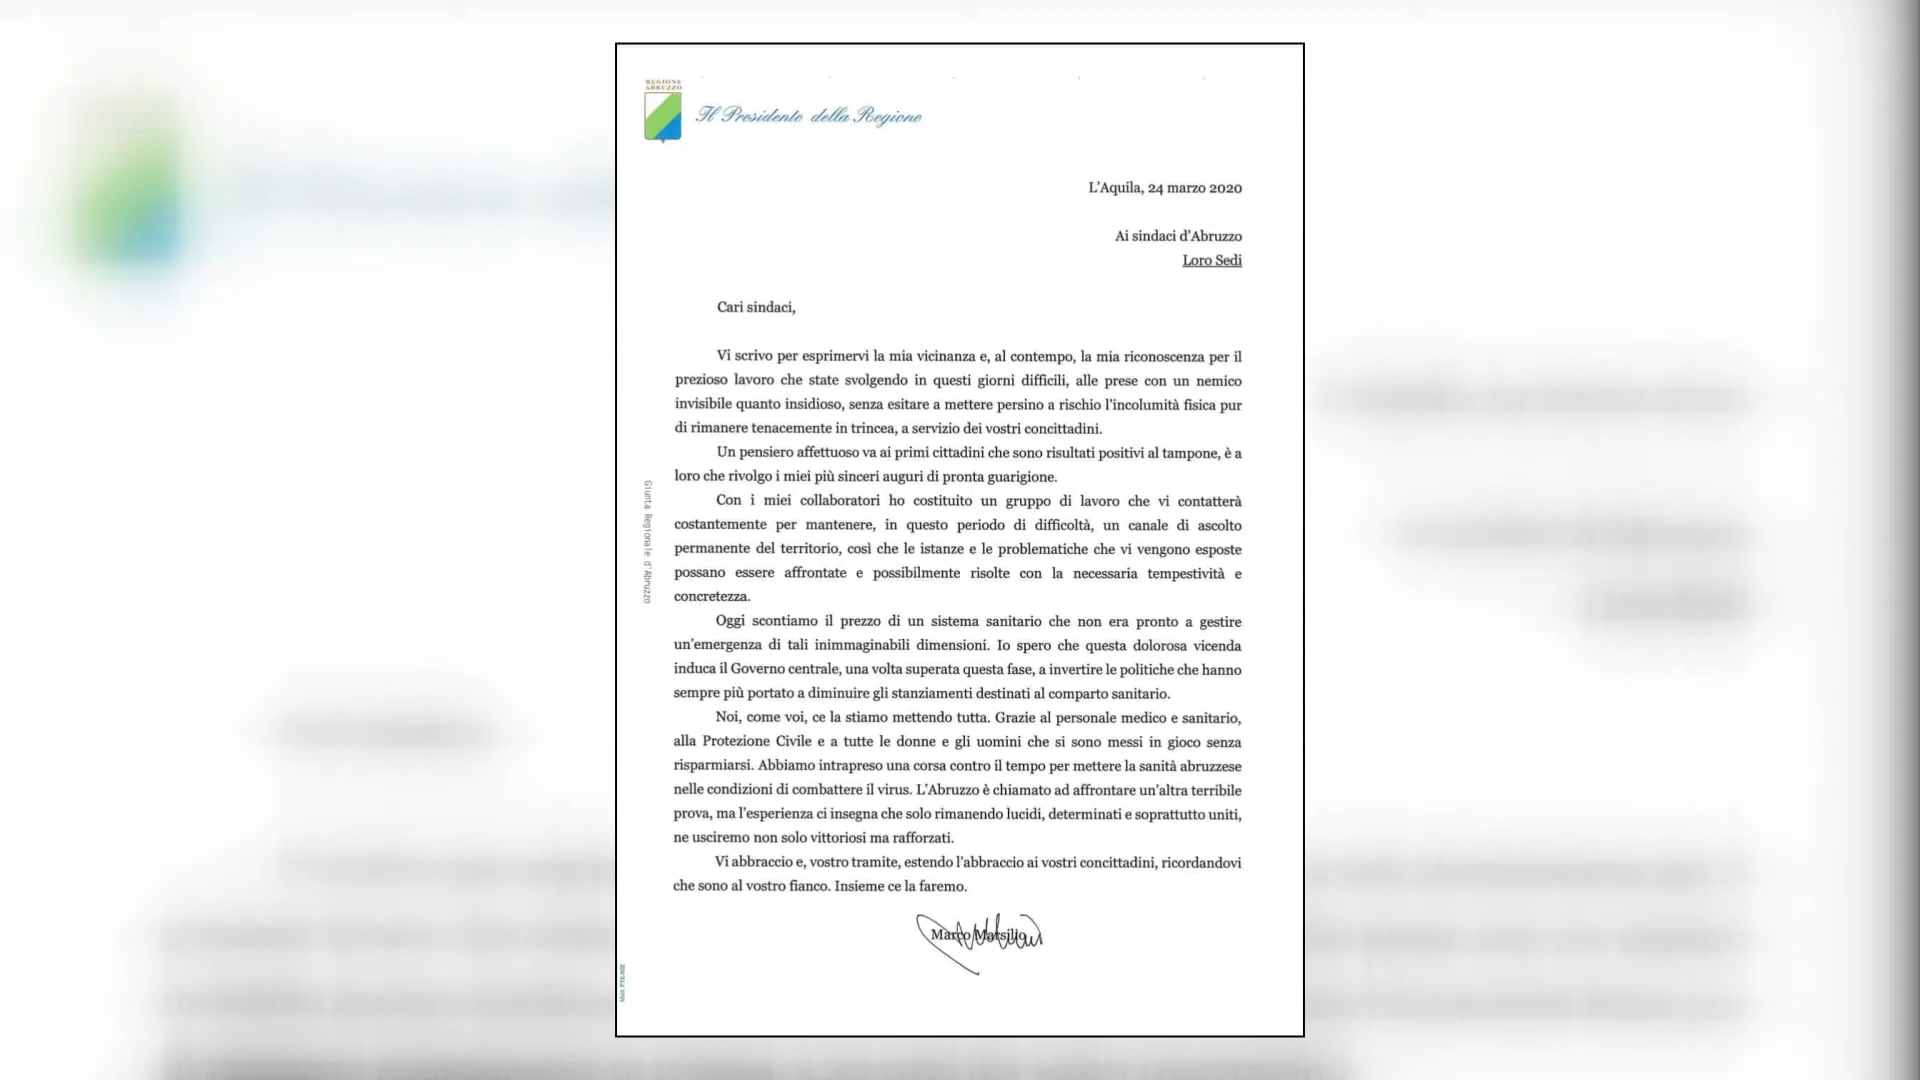 REGIONE
ABRUZZO
Il Presidente della Regione
L'Aquila, 24 marzo 2020
Ai sindaci d'Abruzzo
Loro Sedi
Cari sindaci,
Vi scrivo per esprimervi la mia vicinanza e, al contempo, la mia riconoscenza per il
prezioso lavoro che state svolgendo in questi giorni difficili, alle prese con un nemico
invisibile quanto insidioso, senza esitare a mettere persino a rischio l'incolumità fisica pur
di rimanere tenacemente in trincea, a servizio dei vostri concittadini.
Un pensiero affettuoso va ai primi cittadini che sono risultati positivi al tampone, è a
loro che rivolgo i miei più sinceri auguri di pronta guarigione.
Con i miei collaboratori ho costituito un gruppo di lavoro che vi contatterà
costantemente per mantenere, in questo periodo di difficoltà, un canale di ascolto
permanente del territorio, così che le istanze e le problematiche che vi vengono esposte
possano essere affrontate e possibilmente risolte con la necessaria tempestività e
concretezza.
Oggi scontiamo il prezzo di un sistema sanitario che non era pronto a gestire
un'emergenza di tali inimmaginabili dimensioni. Io spero che questa dolorosa vicenda
induca il Governo centrale, una volta superata questa fase, a invertire le politiche che hanno
sempre più portato a diminuire gli stanziamenti destinati al comparto sanitario.
Noi, come voi, ce la stiamo mettendo tutta. Grazie al personale medico e sanitario,
alla Protezione Civile e a tutte le donne e gli uomini che si sono messi in gioco senza
risparmiarsi. Abbiamo intrapreso una corsa contro il tempo per mettere la sanità abruzzese
nelle condizioni di combattere il virus. L'Abruzzo è chiamato ad affrontare un'altra terribile
prova, ma l'esperienza ci insegna che solo rimanendo lucidi, determinati e soprattutto uniti,
ne usciremo non solo vittoriosi ma rafforzati.
Vi abbraccio e, vostro tramite, estendo l'abbraccio ai vostri concittadini, ricordandovi
che sono al vostro fianco. Insieme ce la faremo.
Marco Marsilio
Giunta Regionale d'Abruzzo